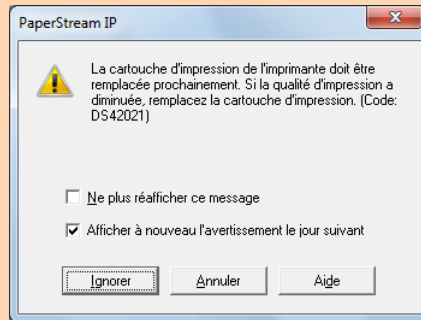 PaperStream IP
La cartouche d'impression de l'imprimante doit être
remplacée prochainement. Si la qualité d'impression a
diminuée, remplacez la cartouche d'impression. (Code:
DS42021)
Ne plus réafficher ce message
Afficher à nouveau l'avertissement le jour suivant
Ignorer
Annuler
Aide